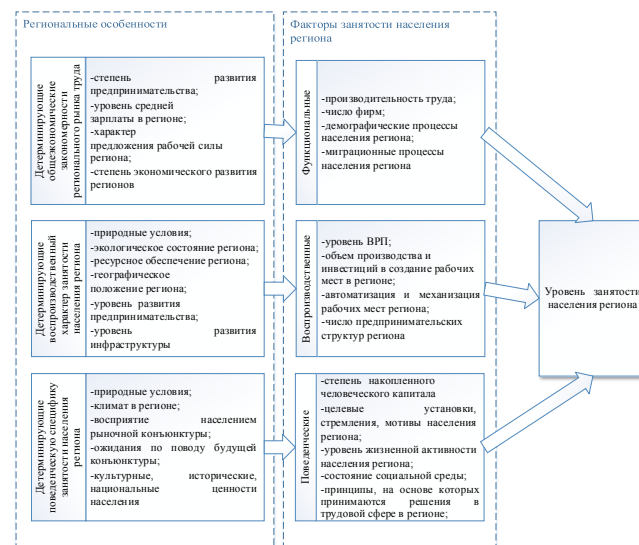 Региональные особенности
Детерминирующие
общеэкономические
закономерности
регионального рынка труда
-степень развития
предпринимательства;
-уровень средней
зарплаты в регионе;
-характер
предложения рабочей силы
региона;
-степень экономического развития
регионов
Детерминирующие
воспроизводственный
характер занятости
населения региона
-природные условия;
-экологическое состояние региона;
-ресурсное обеспечение региона;
-географическое
положение региона;
-уровень развития
предпринимательства;
-уровень развития
инфраструктуры
Детерминирующие
поведенческую специфику
занятости населения
региона
-природные условия;
-климат в регионе;
-восприятие населением
рыночной конъюнктуры;
-ожидания по поводу будущей
конъюнктуры;
-культурные, исторические,
национальные ценности
населения
Факторы занятости населения
региона
Функциональные
-производительность труда;
-число фирм;
-демографические процессы
населения региона;
-миграционные процессы
населения региона
Воспроизводственные
-уровень ВРП;
-объем производства и
инвестиций в создание рабочих
мест в регионе;
-автоматизация и механизация
рабочих мест региона;
-число предпринимательских
структур региона
Поведенческие
-степень накопленного
человеческого капитала
-целевые установки,
стремления, мотивы населения
региона;
-уровень жизненной активности
населения региона;
-состояние социальной среды;
-принципы, на основе которых
принимаются решения в
трудовой сфере в регионе;
Уровень занятости
населения региона